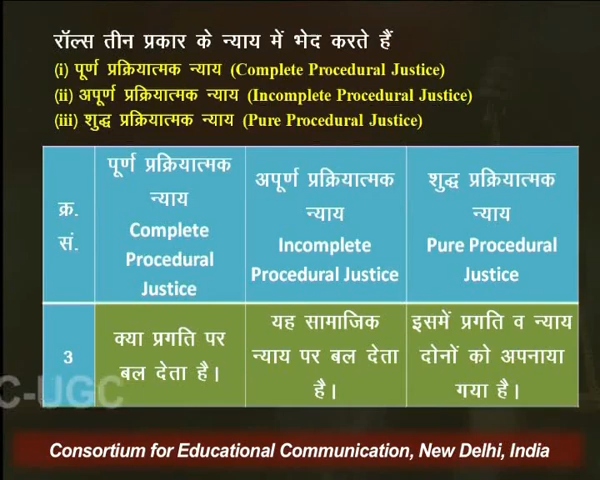 रॉल्स तीन प्रकार के न्याय में भेद करते हैं
(i) पूर्ण प्रक्रियात्मक न्याय (Complete Procedural Justice)
(ii) अपूर्ण प्रक्रियात्मक न्याय (Incomplete Procedural Justice)
(iii) शुद्ध प्रक्रियात्मक न्याय (Pure Procedural Justice)
क्र.
सं.
पूर्ण प्रक्रियात्मक
न्याय
Complete
Procedural
Justice
अपूर्ण प्रक्रियात्मक
न्याय
Incomplete
Procedural Justice
शुद्ध प्रक्रियात्मक
न्याय
Pure Procedural
Justice
3
क्या प्रगति पर
बल देता है।
यह सामाजिक
न्याय पर बल देता
है।
इसमें प्रगति व न्याय
दोनों को अपनाया
गया है।
C-UGC
Consortium for Educational Communication, New Delhi, India